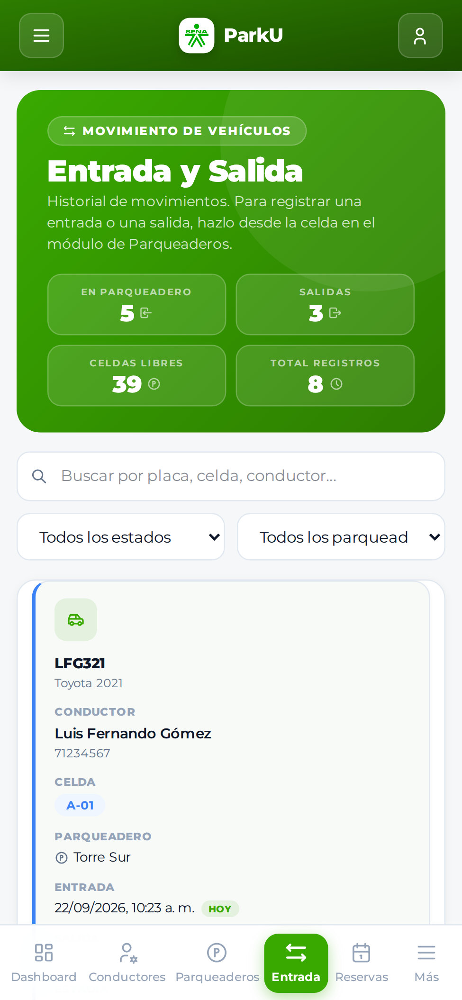 SENA
ParkU
MOVIMIENTO DE VEHÍCULOS
Entrada y Salida
Historial de movimientos. Para registrar una
entrada o una salida, hazlo desde la celda en el
módulo de Parqueaderos.
EN PARQUEADERO
5
SALIDAS
3
CELDAS LIBRES
39
TOTAL REGISTROS
8
Buscar por placa, celda, conductor...
Todos los estados
Todos los parquead
LFG321
Toyota 2021
CONDUCTOR
Luis Fernando Gómez
71234567
CELDA
A-01
PARQUEADERO
Torre Sur
ENTRADA
22/09/2026, 10:23 a. m. HOY
Dashboard
Conductores
Parqueaderos
Entrada
Reservas
Más